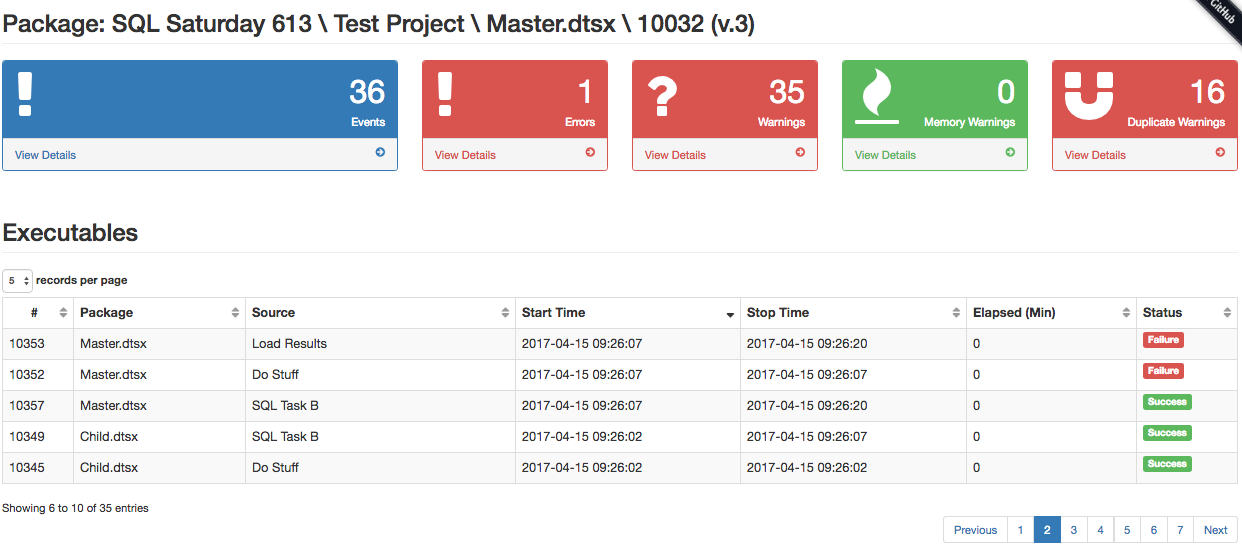 Package: SQL Saturday 613 \ Test Project \ Master.dtsx \ 10032 (v.3)
GitHub
36
Events
View Details
1
Errors
View Details
35
Warnings
View Details
0
Memory Warnings
View Details
16
Duplicate Warnings
View Details
Executables
5 records per page
# Package Source Start Time Stop Time Elapsed (Min) Status
10353 Master.dtsx Load Results 2017-04-15 09:26:07 2017-04-15 09:26:20 0 Failure
10352 Master.dtsx Do Stuff 2017-04-15 09:26:07 2017-04-15 09:26:07 0 Failure
10357 Master.dtsx SQL Task B 2017-04-15 09:26:07 2017-04-15 09:26:20 0 Success
10349 Child.dtsx SQL Task B 2017-04-15 09:26:02 2017-04-15 09:26:07 0 Success
10345 Child.dtsx Do Stuff 2017-04-15 09:26:02 2017-04-15 09:26:02 0 Success
Showing 6 to 10 of 35 entries
Previous 1 2 3 4 5 6 7 Next